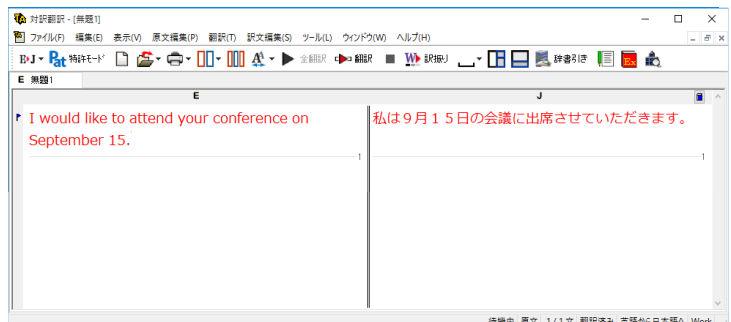 対訳翻訳 - [無題1]
ファイル(F) 編集(E) 表示(V) 原文編集(P) 翻訳(T) 訳文編集(S) ツール(L) ウィンドウ(W) ヘルプ(H)
E›J Pat 特許モード 全翻訳 翻訳 訳振り 辞書引き Ex
E 無題1
E J
I would like to attend your conference on
September 15.
1
私は９月１５日の会議に出席させていただきます。
1
待機中 原文 1 / 1 文 翻訳済み 英語から日本語へ Work